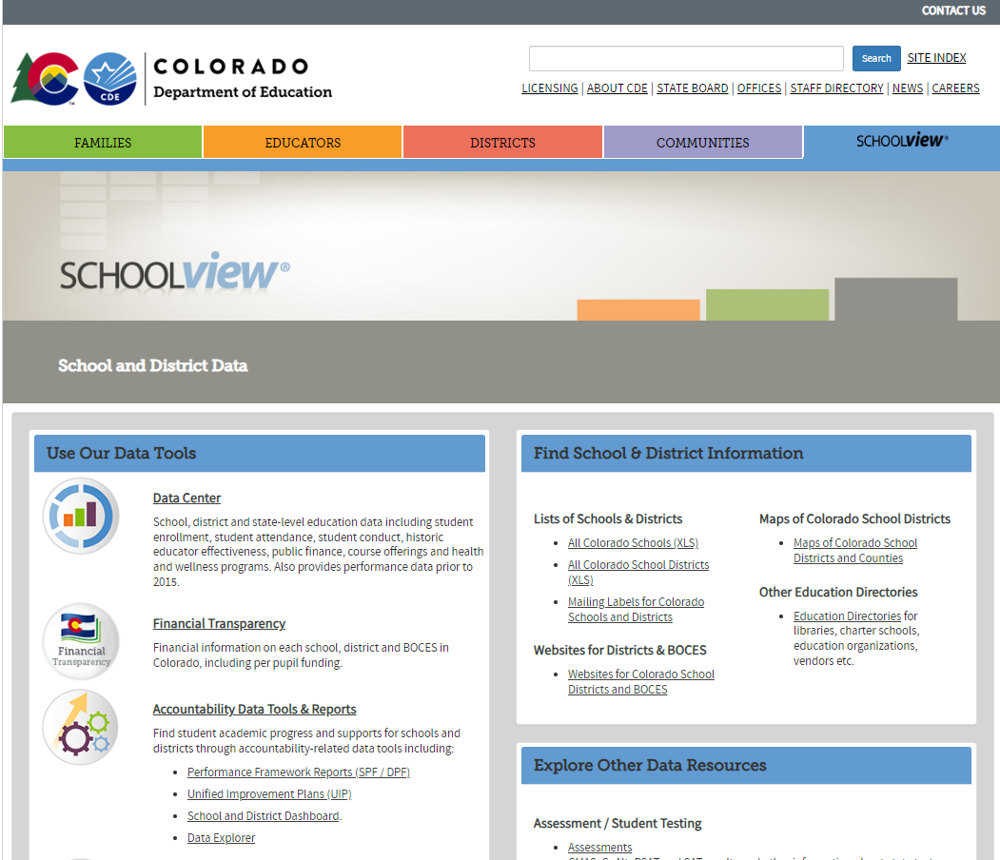 CONTACT US
COLORADO
Department of Education
CDE
TM
Search
SITE INDEX
LICENSING | ABOUT CDE | STATE BOARD | OFFICES | STAFF DIRECTORY | NEWS | CAREERS
FAMILIES
EDUCATORS
DISTRICTS
COMMUNITIES
SCHOOLVIEW®
SCHOOLVIEW®
School and District Data
Use Our Data Tools
Data Center
School, district and state-level education data including student
enrollment, student attendance, student conduct, historic
educator effectiveness, public finance, course offerings and health
and wellness programs. Also provides performance data prior to
2015.
Financial
Transparency
Financial Transparency
Financial information on each school, district and BOCES in
Colorado, including per pupil funding.
Accountability Data Tools & Reports
Find student academic progress and supports for schools and
districts through accountability-related data tools including:
• Performance Framework Reports (SPF / DPF)
• Unified Improvement Plans (UIP)
• School and District Dashboard.
• Data Explorer
Find School & District Information
Lists of Schools & Districts
• All Colorado Schools (XLS)
• All Colorado School Districts
(XLS)
• Mailing Labels for Colorado
Schools and Districts
Websites for Districts & BOCES
• Websites for Colorado School
Districts and BOCES
Maps of Colorado School Districts
• Maps of Colorado School
Districts and Counties
Other Education Directories
• Education Directories for
libraries, charter schools,
education organizations,
vendors etc.
Explore Other Data Resources
Assessment / Student Testing
• Assessments